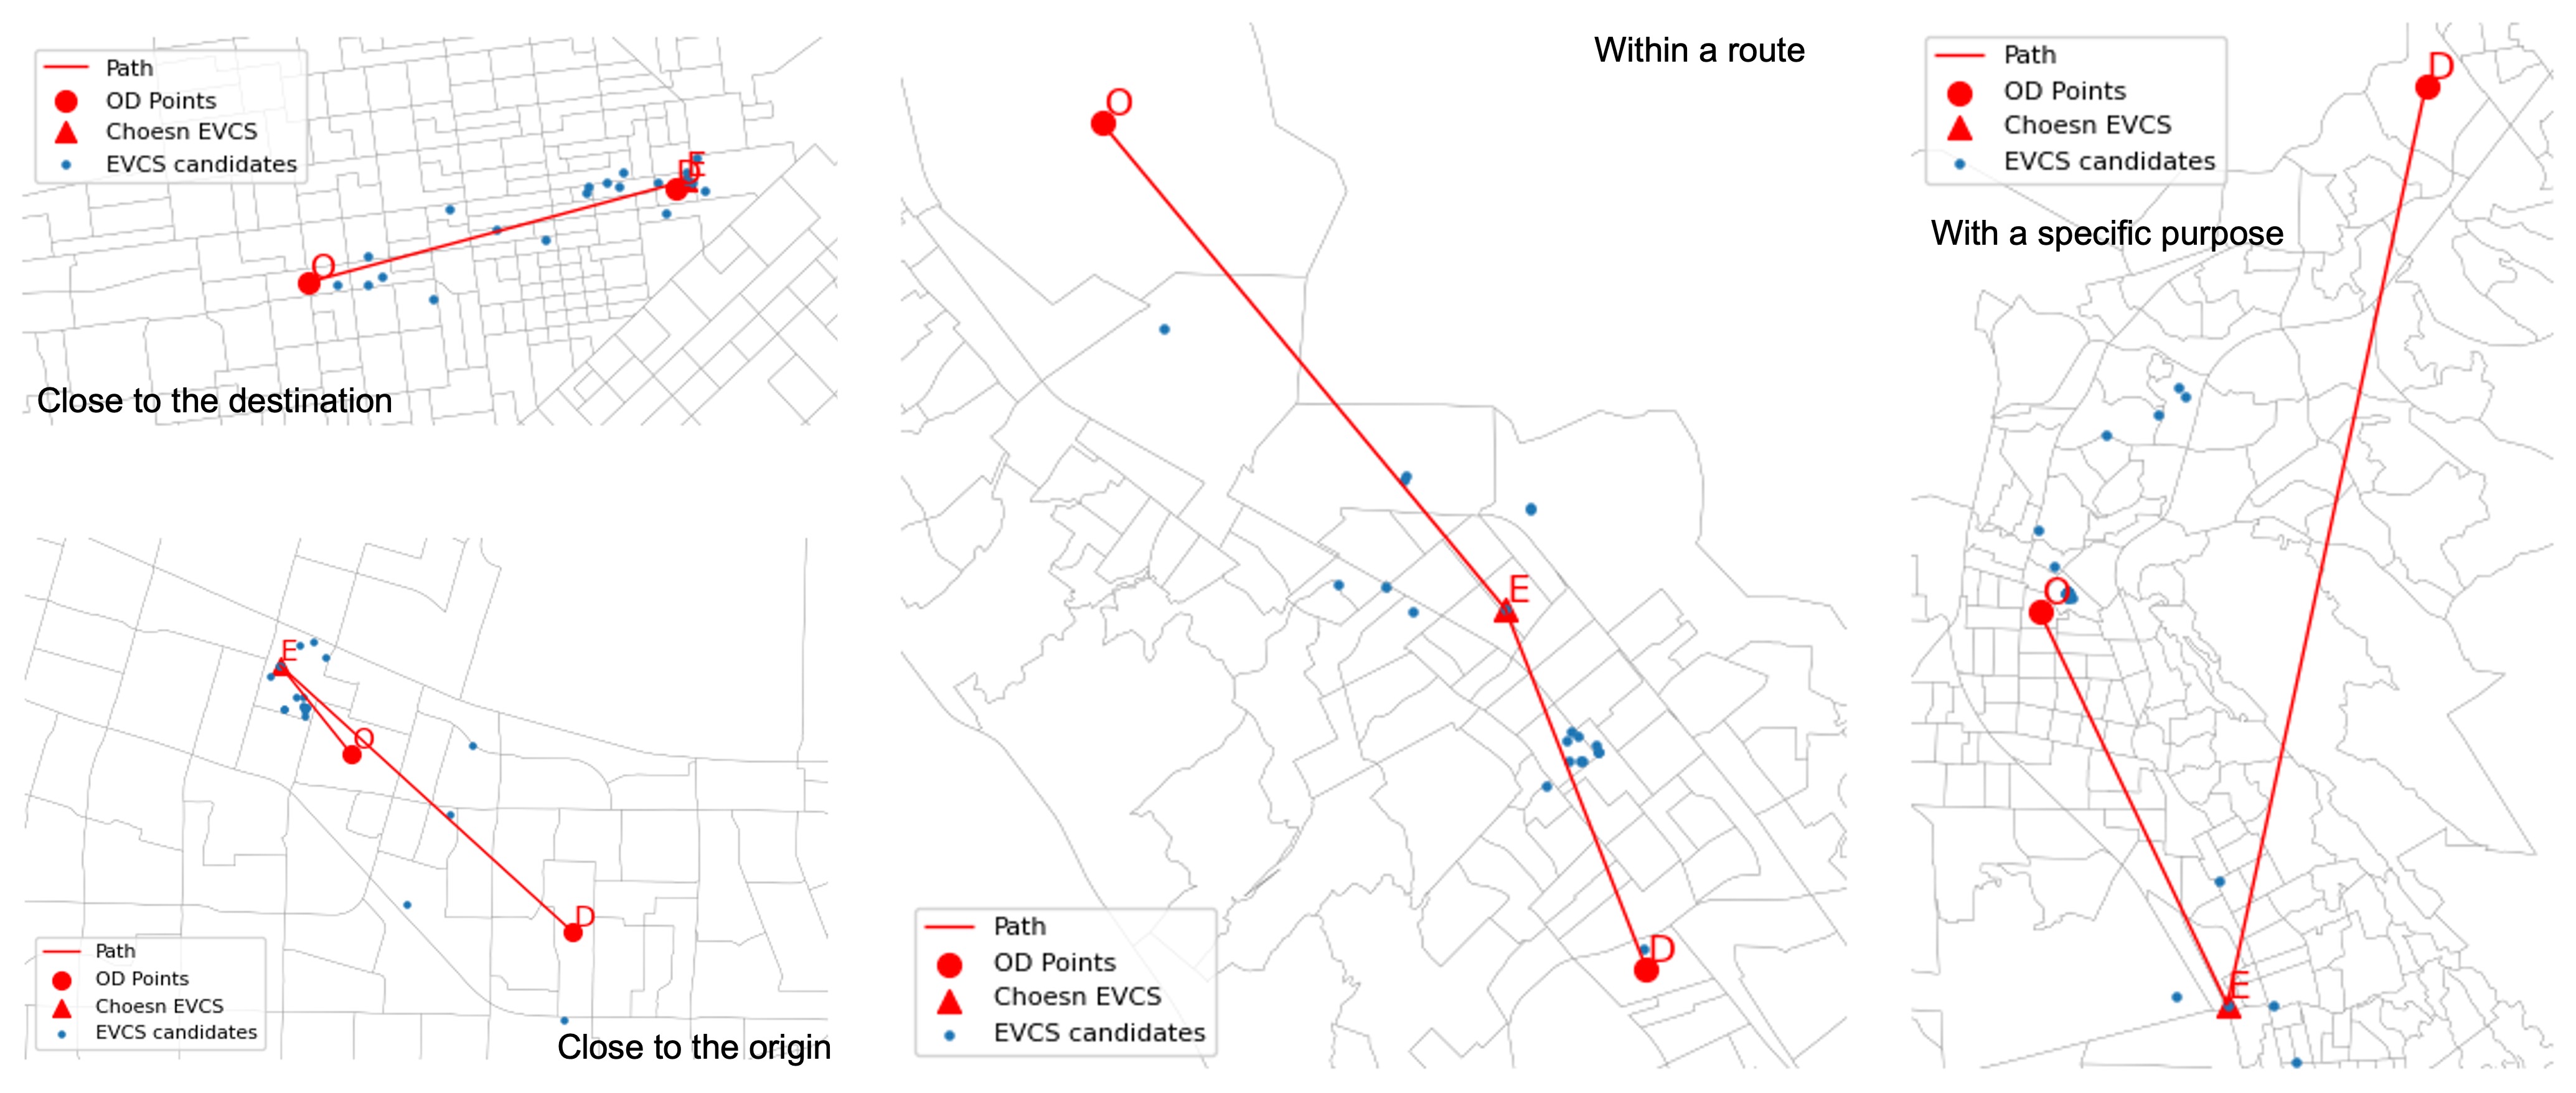 Path
OD Points
Choesn EVCS
EVCS candidates
E
D
O
Close to the destination
E
O
D
Path
OD Points
Choesn EVCS
EVCS candidates
Close to the origin
Within a route
O
E
D
Path
OD Points
Choesn EVCS
EVCS candidates
Path
OD Points
Choesn EVCS
EVCS candidates
With a specific purpose
D
O
E